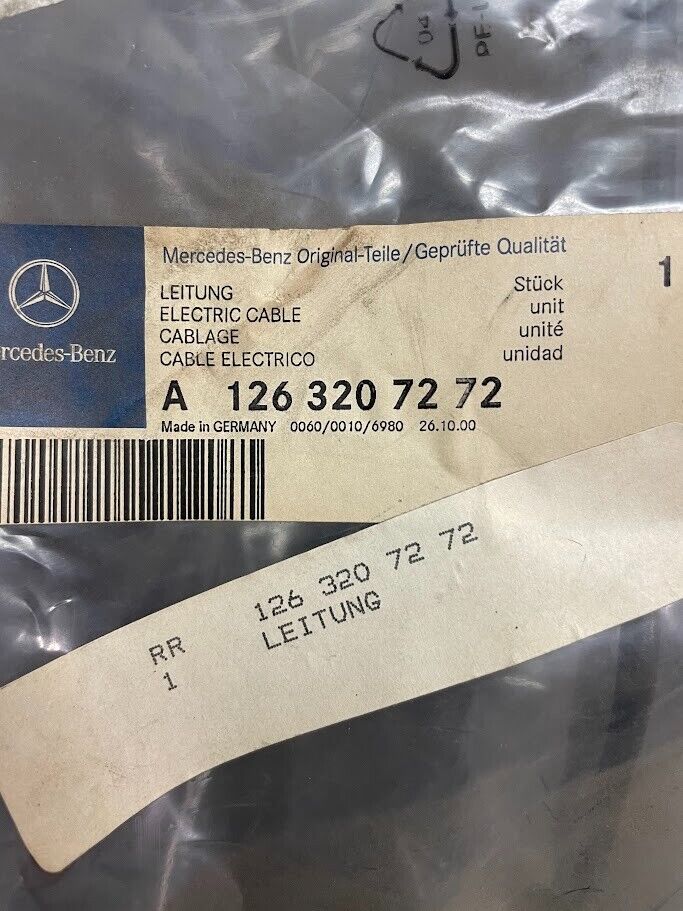 04
Mercedes-Benz Original-Teile/Geprüfte Qualität
LEITUNG Stück 1
ELECTRIC CABLE unit
CABLAGE unité
CABLE ELECTRICO unidad
rcedes-Benz
A 126 320 72 72
Made in GERMANY 0060/0010/6980 26.10.00
RR 126 320 72 72
1 LEITUNG